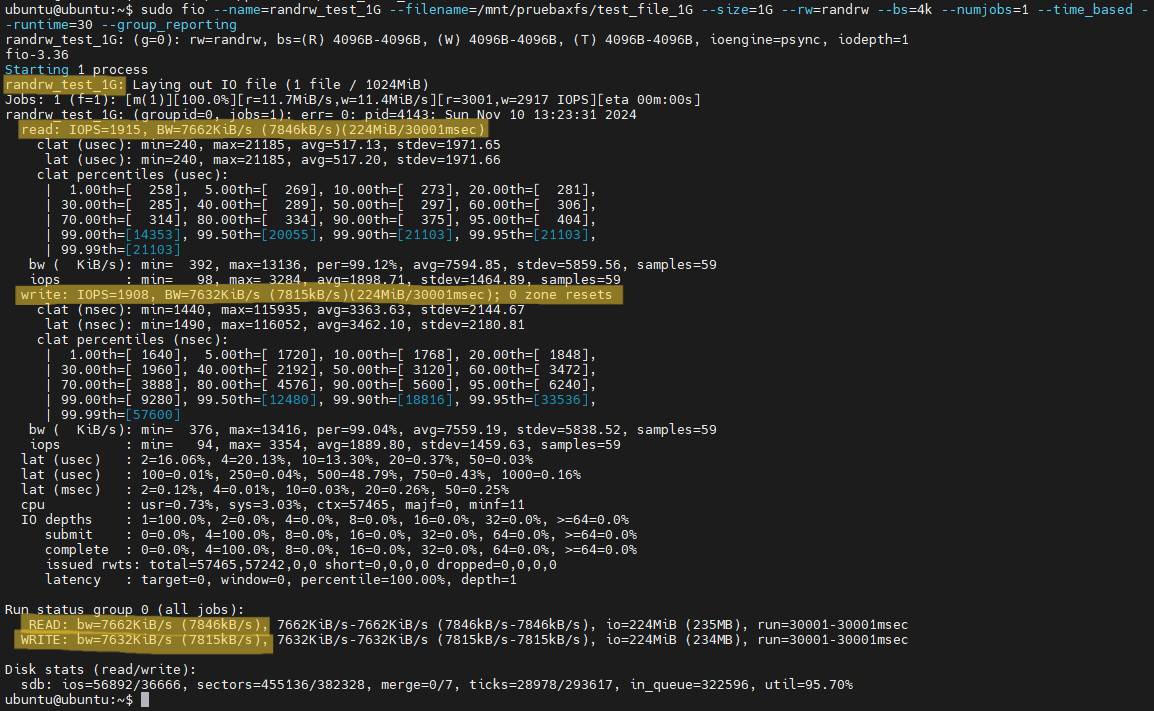 ubuntu@ubuntu:~$ sudo fio --name=randrw_test_1G --filename=/mnt/pruebaxfs/test_file_1G --size=1G --rw=randrw --bs=4k --numjobs=1 --time_based -
-runtime=30 --group_reporting
randrw_test_1G: (g=0): rw=randrw, bs=(R) 4096B-4096B, (W) 4096B-4096B, (T) 4096B-4096B, ioengine=psync, iodepth=1
fio-3.36
Starting 1 process
randrw_test_1G: Laying out IO file (1 file / 1024MiB)
Jobs: 1 (f=1): [m(1)][100.0%][r=11.7MiB/s,w=11.4MiB/s][r=3001,w=2917 IOPS][eta 00m:00s]
randrw_test_1G: (groupid=0, jobs=1): err= 0: pid=4143: Sun Nov 10 13:23:31 2024
  read: IOPS=1915, BW=7662KiB/s (7846kB/s)(224MiB/30001msec)
    clat (usec): min=240, max=21185, avg=517.13, stdev=1971.65
     lat (usec): min=240, max=21185, avg=517.20, stdev=1971.66
    clat percentiles (usec):
     |  1.00th=[  258],  5.00th=[  269], 10.00th=[  273], 20.00th=[  281],
     | 30.00th=[  285], 40.00th=[  289], 50.00th=[  297], 60.00th=[  306],
     | 70.00th=[  314], 80.00th=[  334], 90.00th=[  375], 95.00th=[  404],
     | 99.00th=[14353], 99.50th=[20055], 99.90th=[21103], 99.95th=[21103],
     | 99.99th=[21103]
   bw (  KiB/s): min=  392, max=13136, per=99.12%, avg=7594.85, stdev=5859.56, samples=59
   iops        : min=   98, max= 3284, avg=1898.71, stdev=1464.89, samples=59
  write: IOPS=1908, BW=7632KiB/s (7815kB/s)(224MiB/30001msec); 0 zone resets
    clat (nsec): min=1440, max=115935, avg=3363.63, stdev=2144.67
     lat (nsec): min=1490, max=116052, avg=3462.10, stdev=2180.81
    clat percentiles (nsec):
     |  1.00th=[ 1640],  5.00th=[ 1720], 10.00th=[ 1768], 20.00th=[ 1848],
     | 30.00th=[ 1960], 40.00th=[ 2192], 50.00th=[ 3120], 60.00th=[ 3472],
     | 70.00th=[ 3888], 80.00th=[ 4576], 90.00th=[ 5600], 95.00th=[ 6240],
     | 99.00th=[ 9280], 99.50th=[12480], 99.90th=[18816], 99.95th=[33536],
     | 99.99th=[57600]
   bw (  KiB/s): min=  376, max=13416, per=99.04%, avg=7559.19, stdev=5838.52, samples=59
   iops        : min=   94, max= 3354, avg=1889.80, stdev=1459.63, samples=59
  lat (usec)   : 2=16.06%, 4=20.13%, 10=13.30%, 20=0.37%, 50=0.03%
  lat (usec)   : 100=0.01%, 250=0.04%, 500=48.79%, 750=0.43%, 1000=0.16%
  lat (msec)   : 2=0.12%, 4=0.01%, 10=0.03%, 20=0.26%, 50=0.25%
  cpu          : usr=0.73%, sys=3.03%, ctx=57465, majf=0, minf=11
  IO depths    : 1=100.0%, 2=0.0%, 4=0.0%, 8=0.0%, 16=0.0%, 32=0.0%, >=64=0.0%
     submit    : 0=0.0%, 4=100.0%, 8=0.0%, 16=0.0%, 32=0.0%, 64=0.0%, >=64=0.0%
     complete  : 0=0.0%, 4=100.0%, 8=0.0%, 16=0.0%, 32=0.0%, 64=0.0%, >=64=0.0%
     issued rwts: total=57465,57242,0,0 short=0,0,0,0 dropped=0,0,0,0
     latency   : target=0, window=0, percentile=100.00%, depth=1
Run status group 0 (all jobs):
   READ: bw=7662KiB/s (7846kB/s), 7662KiB/s-7662KiB/s (7846kB/s-7846kB/s), io=224MiB (235MB), run=30001-30001msec
  WRITE: bw=7632KiB/s (7815kB/s), 7632KiB/s-7632KiB/s (7815kB/s-7815kB/s), io=224MiB (234MB), run=30001-30001msec
Disk stats (read/write):
  sdb: ios=56892/36666, sectors=455136/382328, merge=0/7, ticks=28978/293617, in_queue=322596, util=95.70%
ubuntu@ubuntu:~$